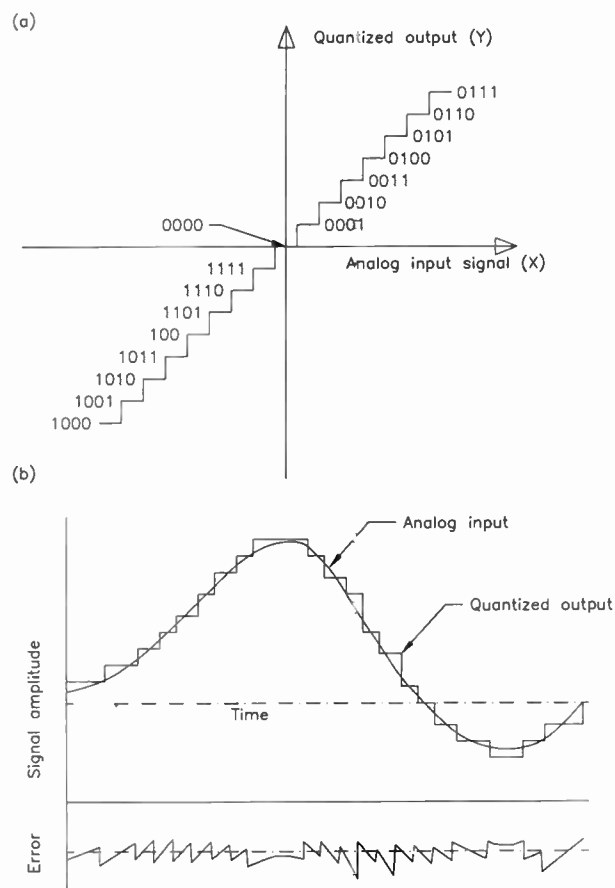 (a)
Quantized output (Y)
0111
0110
0101
0100
0011
0010
0000
0001
Analog input signal (X)
1111
1110
1101
100
1011
1010
1001
1000
(b)
Analog input
Quantized output
Signal amplitude
Time
Error